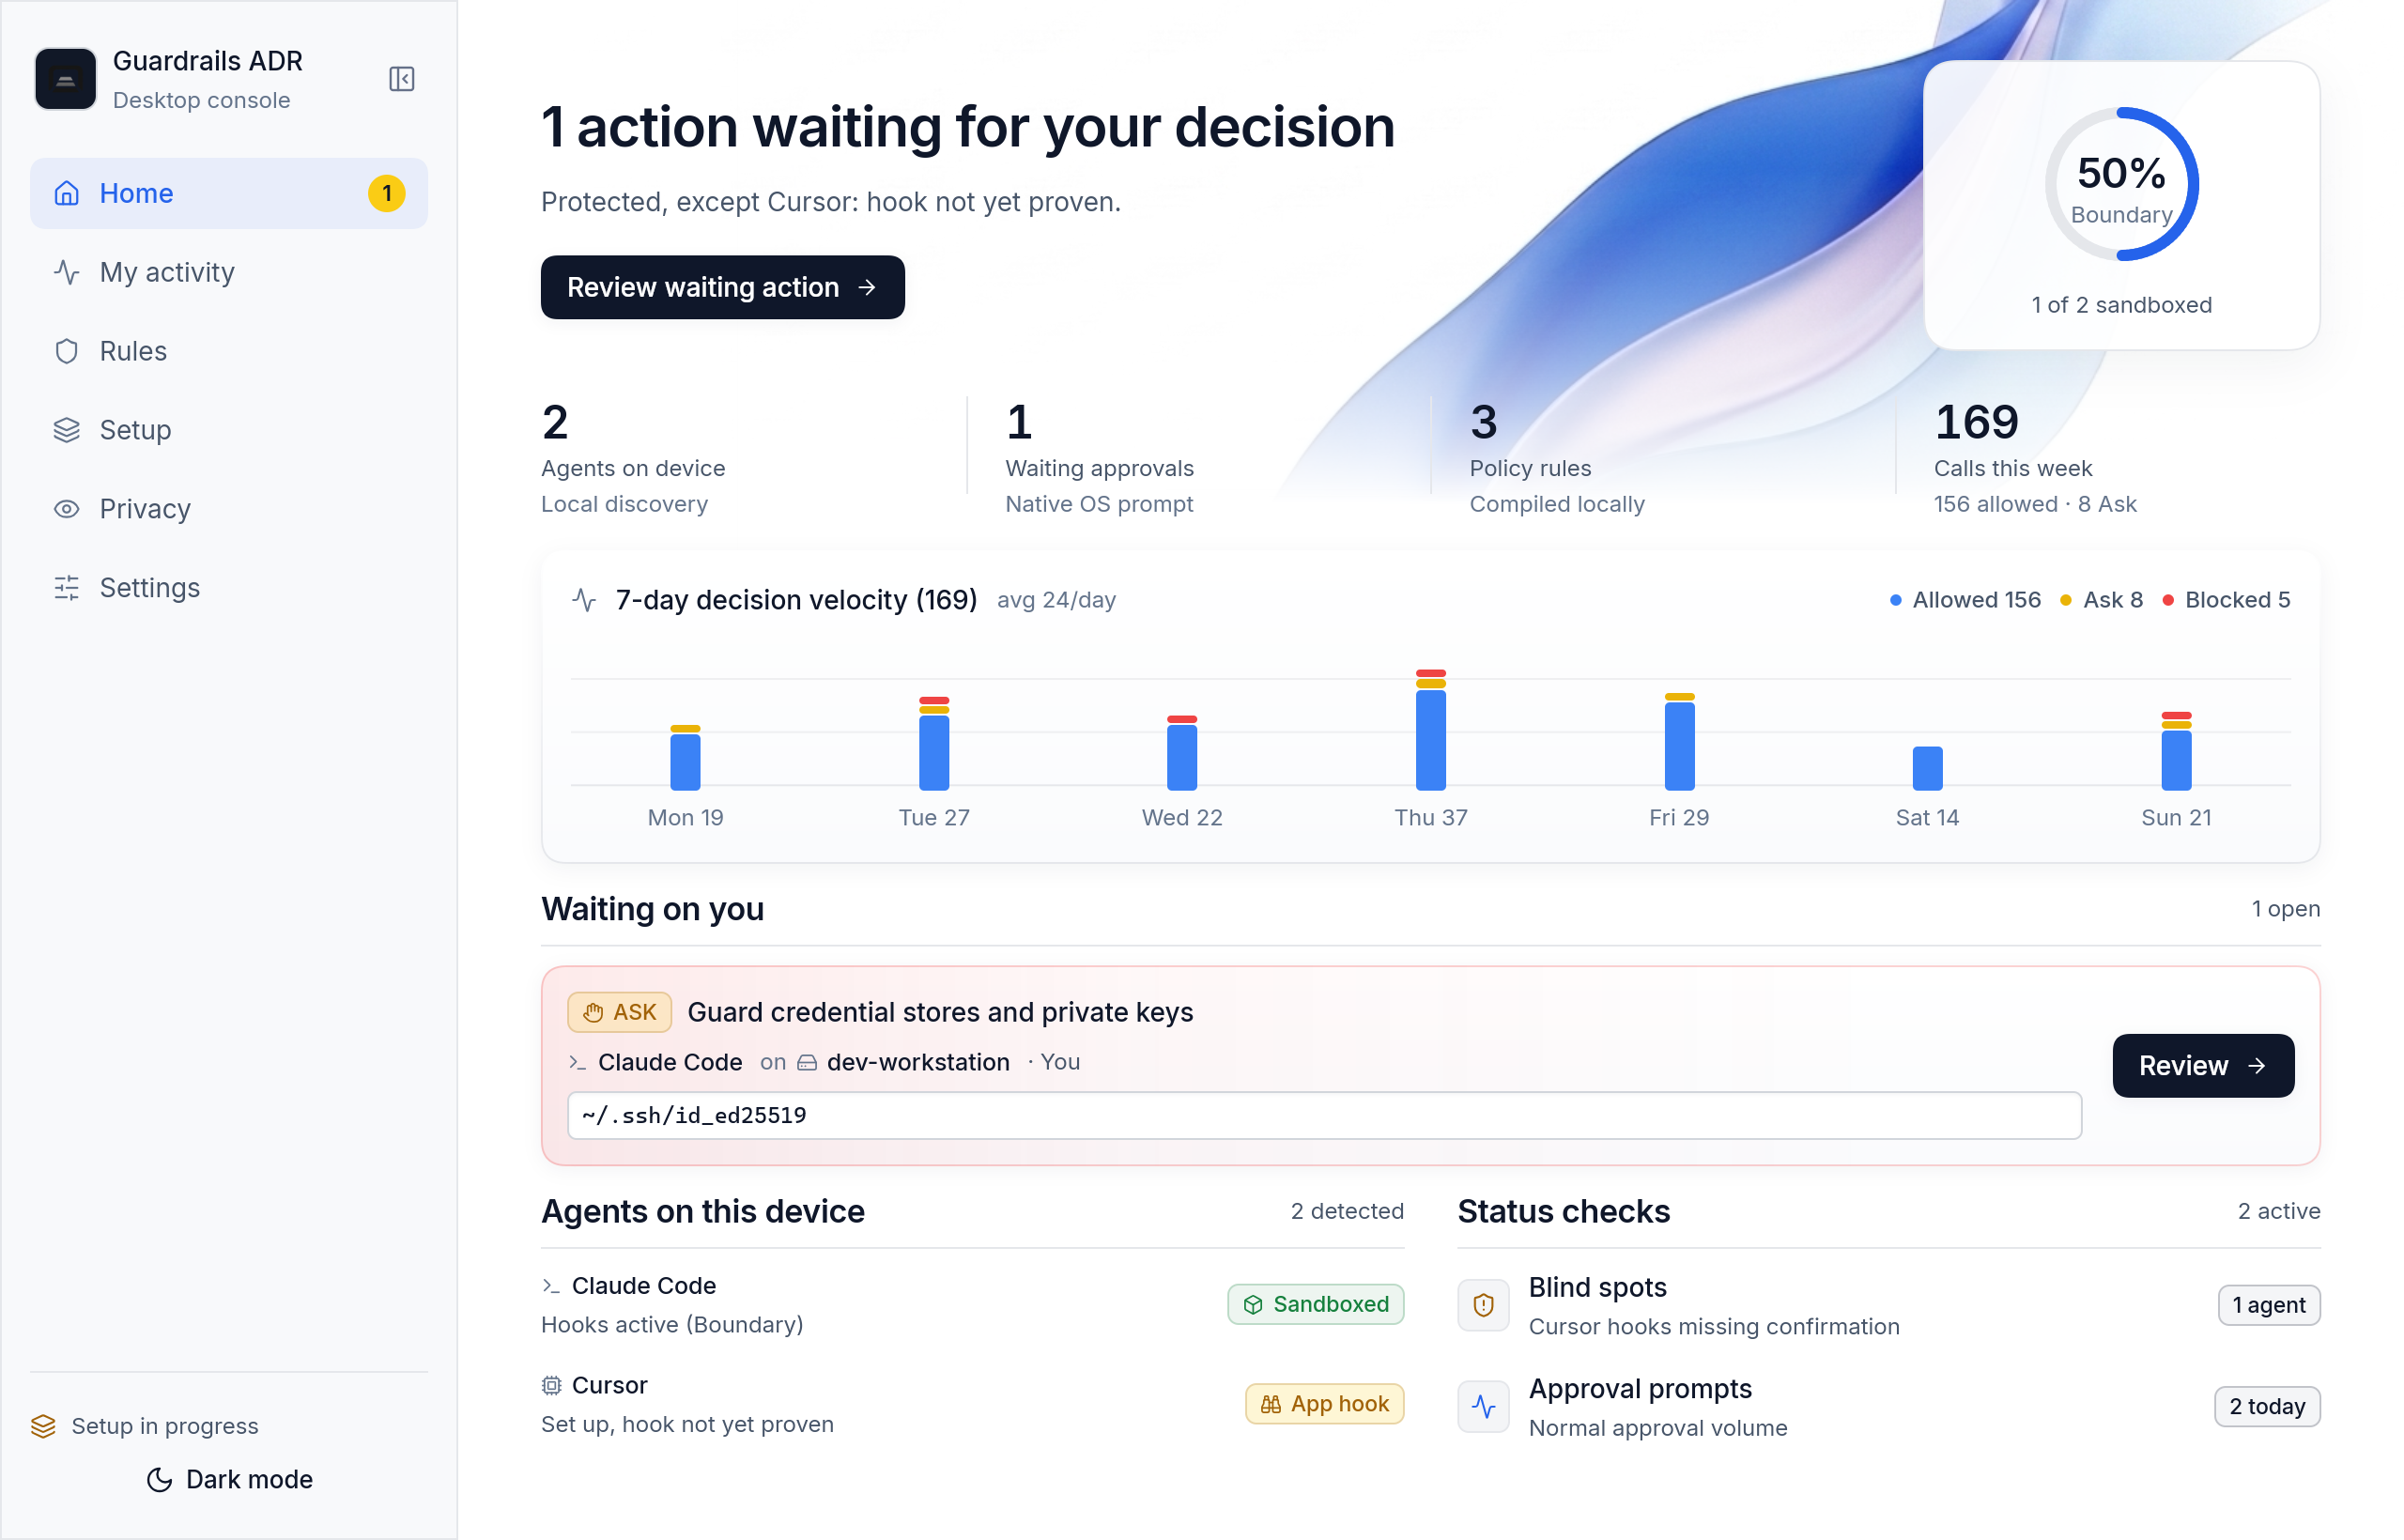 Guardrails ADR
Desktop console
Home 1
My activity
Rules
Setup
Privacy
Settings
Setup in progress
Dark mode
1 action waiting for your decision
Protected, except Cursor: hook not yet proven.
Review waiting action
50%
Boundary
1 of 2 sandboxed
2
Agents on device
Local discovery
1
Waiting approvals
Native OS prompt
3
Policy rules
Compiled locally
169
Calls this week
156 allowed · 8 Ask
7-day decision velocity (169) avg 24/day
Allowed 156 Ask 8 Blocked 5
Mon 19 Tue 27 Wed 22 Thu 37 Fri 29 Sat 14 Sun 21
Waiting on you 1 open
ASK Guard credential stores and private keys
Claude Code on dev-workstation · You
~/.ssh/id_ed25519
Review
Agents on this device 2 detected
Claude Code
Hooks active (Boundary)
Sandboxed
Cursor
Set up, hook not yet proven
App hook
Status checks 2 active
Blind spots
Cursor hooks missing confirmation
1 agent
Approval prompts
Normal approval volume
2 today